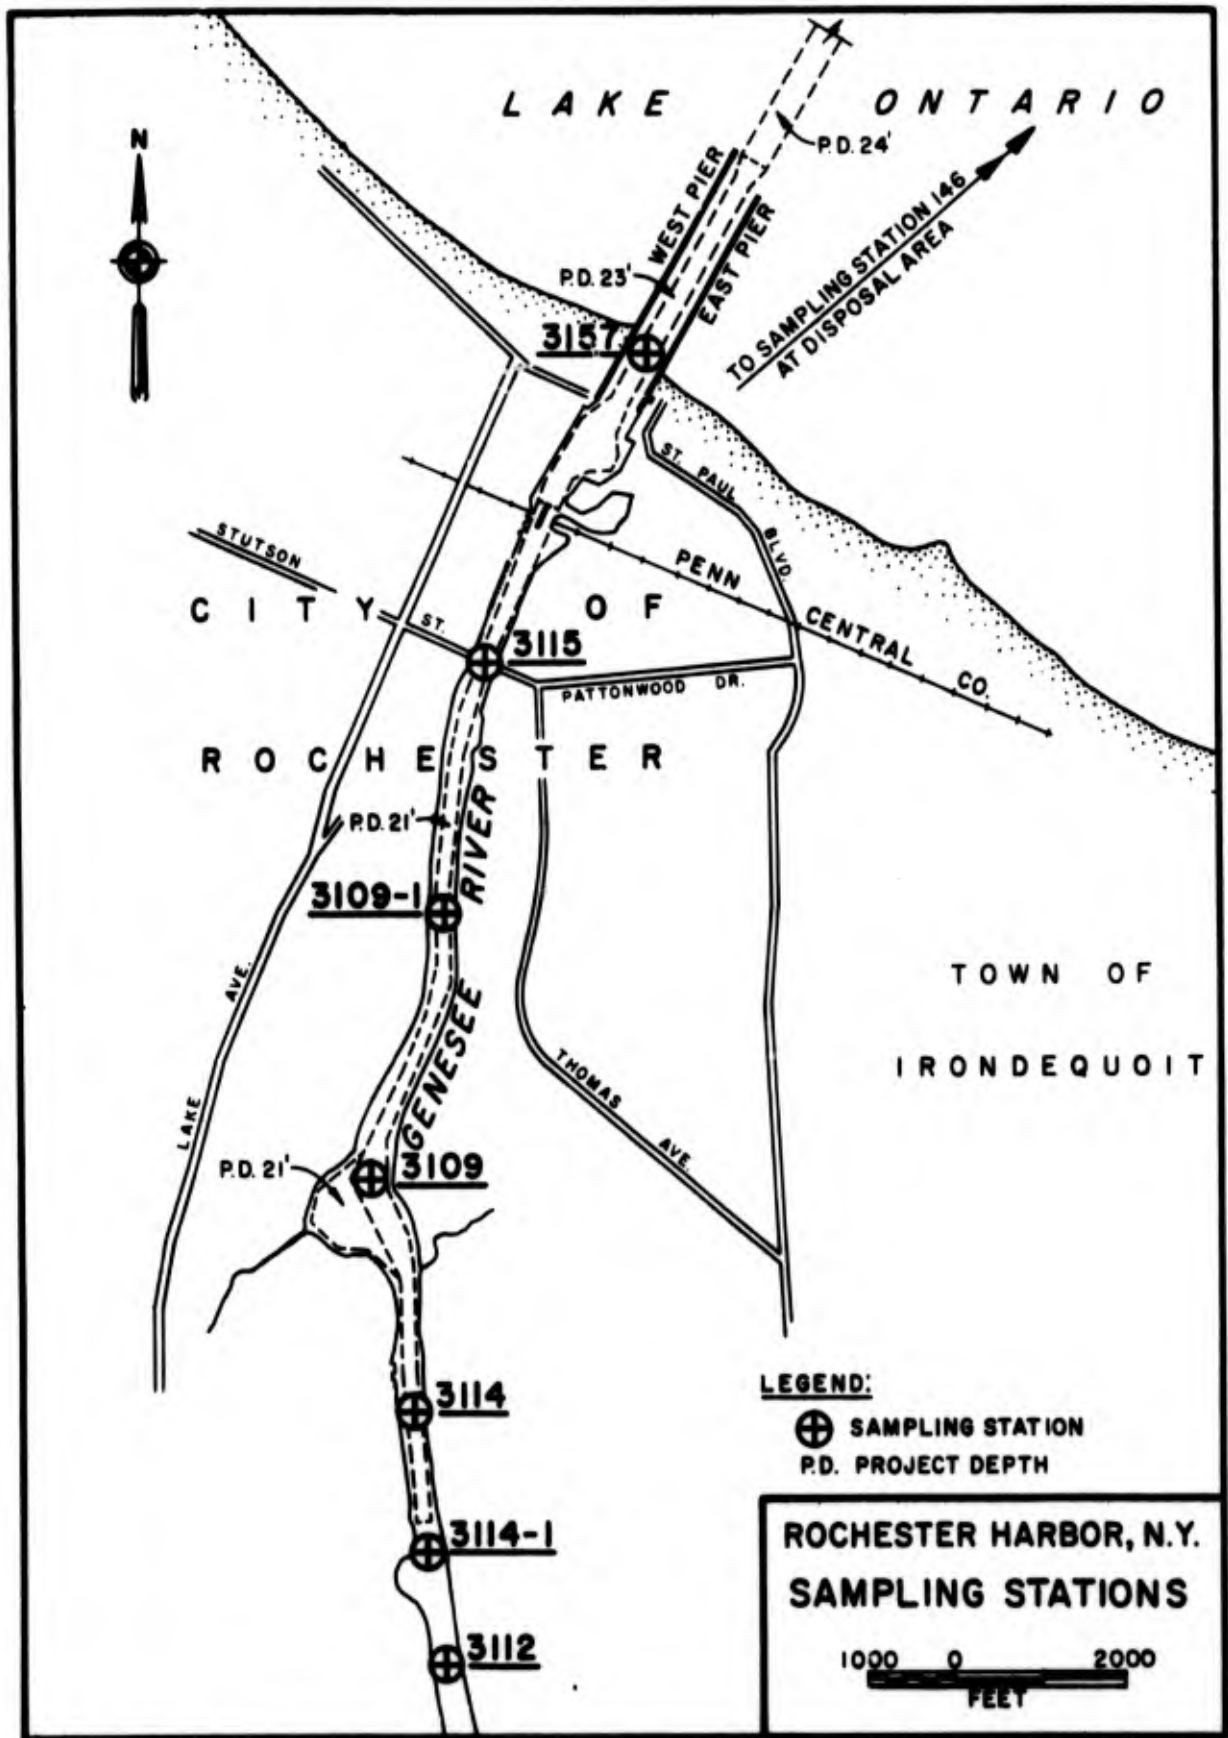 LAKE ONTARIO
N
P.D. 24'
WEST PIER
EAST PIER
P.D. 23'
TO SAMPLING STATION 146
AT DISPOSAL AREA
3157
ST. PAUL BLVD.
STUTSON ST.
PENN CENTRAL CO.
CITY OF
ROCHESTER
3115
PATTONWOOD DR.
P.D. 21'
GENESEE RIVER
3109-1
LAKE AVE.
TOWN OF
IRONDEQUOIT
THOMAS AVE.
P.D. 21'
3109
3114
3114-1
3112
LEGEND:
SAMPLING STATION
P.D. PROJECT DEPTH
ROCHESTER HARBOR, N.Y.
SAMPLING STATIONS
1000 0 2000
FEET